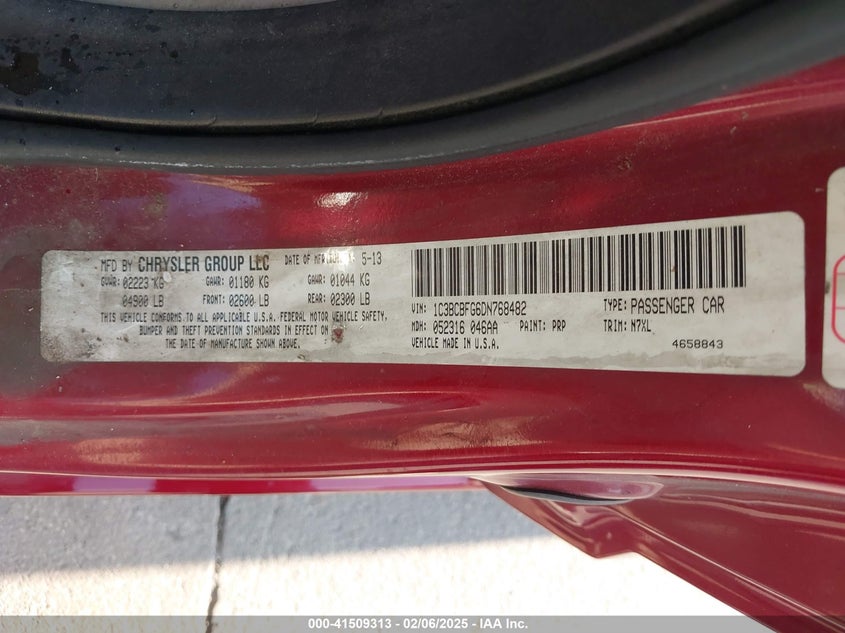 MFD BY CHRYSLER GROUP LLC DATE OF 5-13
GVWR: 02223 KG GAWR: 01180 KG GAWR: 01044 KG
04900 LB FRONT: 02600 LB REAR: 02300 LB
THIS VEHICLE CONFORMS TO ALL APPLICABLE U.S.A. FEDERAL MOTOR VEHICLE SAFETY,
BUMPER AND THEFT PREVENTION STANDARDS IN EFFECT ON
THE DATE OF MANUFACTURE SHOWN ABOVE.
VIN: 1C3BCBFG6DN768482 TYPE: PASSENGER CAR
MDH: 052316 046AA PAINT: PRP TRIM: N7XL
VEHICLE MADE IN U.S.A. 4658843
000-41509313 | 02/06/2025 - IAA Inc.